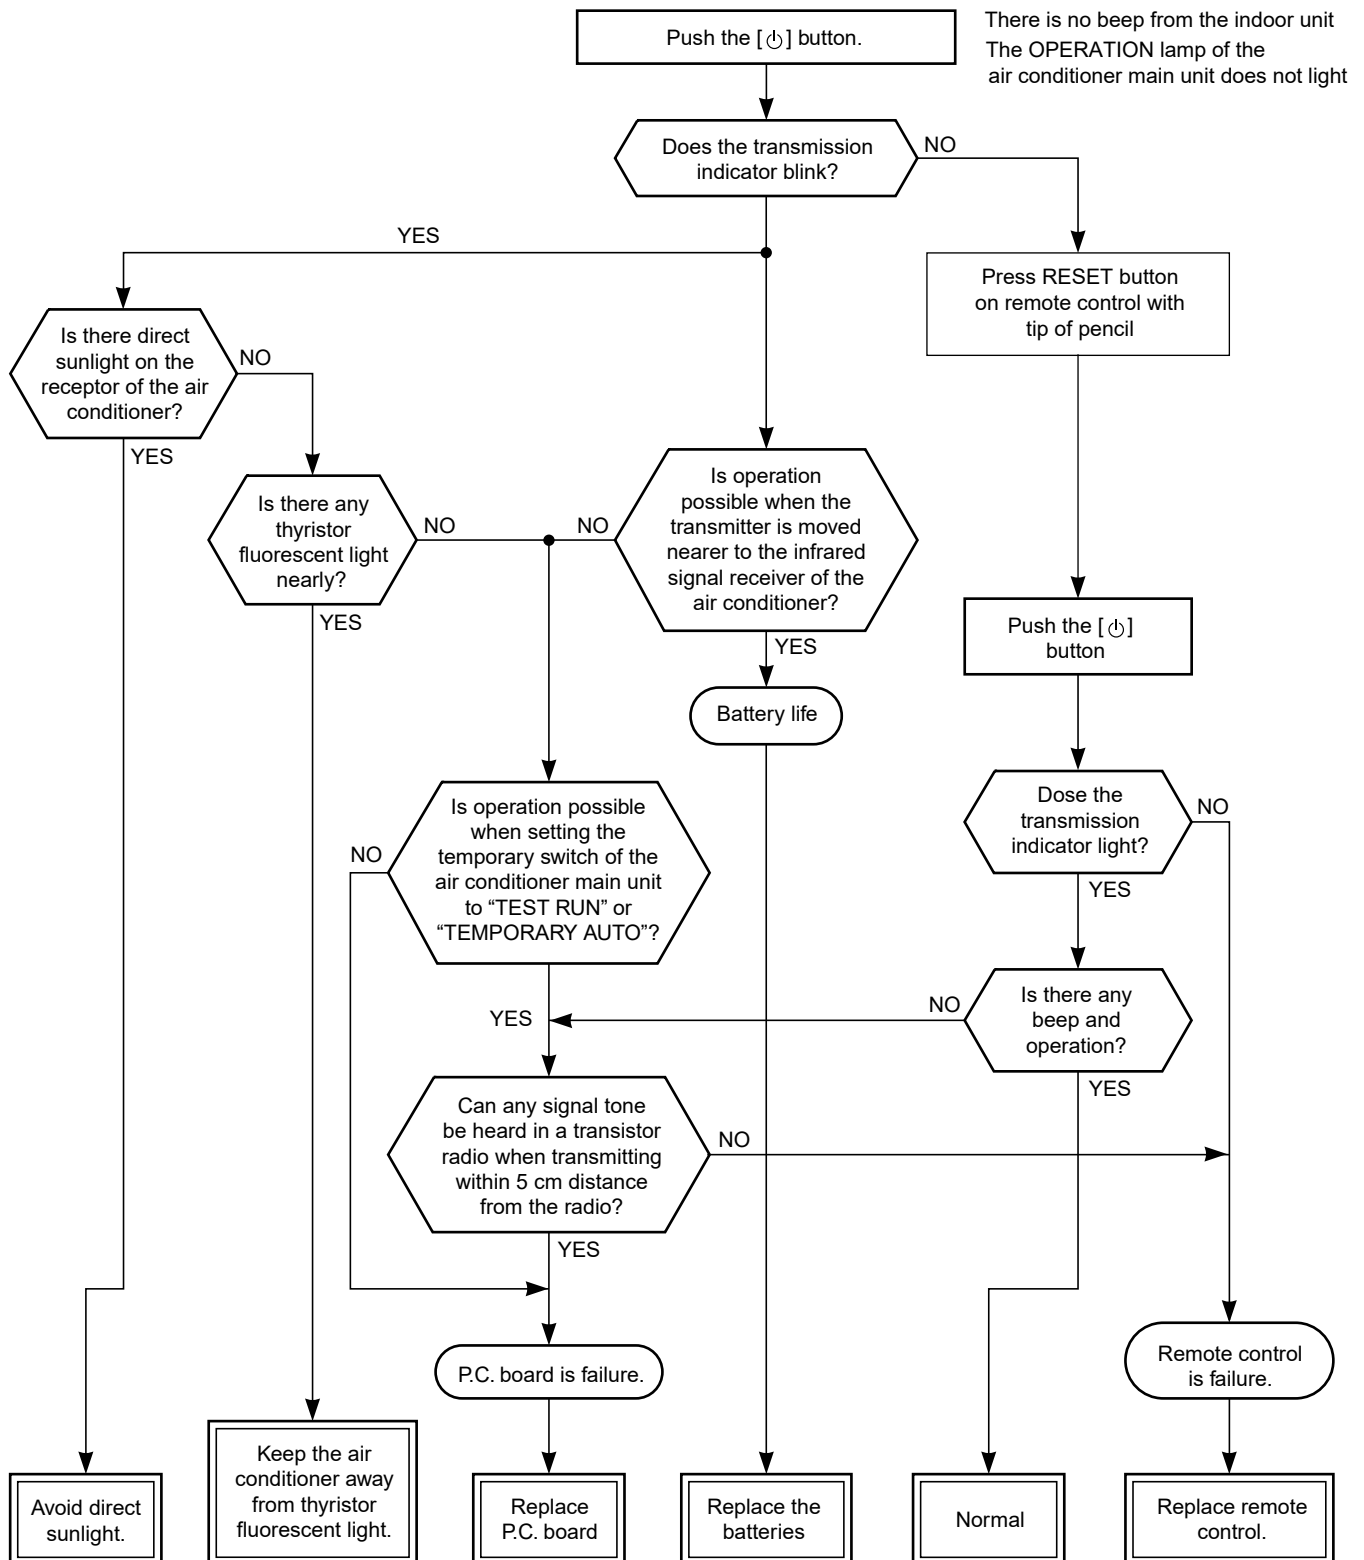 Push the [⏻] button.
There is no beep from the indoor unit
The OPERATION lamp of the
air conditioner main unit does not light
Does the transmission
indicator blink?
NO
YES
Press RESET button
on remote control with
tip of pencil
Is there direct
sunlight on the
receptor of the air
conditioner?
NO
YES
Is there any
thyristor
fluorescent light
nearly?
NO
YES
Is operation
possible when the
transmitter is moved
nearer to the infrared
signal receiver of the
air conditioner?
NO
YES
Push the [⏻]
button
Battery life
Is operation possible
when setting the
temporary switch of the
air conditioner main unit
to “TEST RUN” or
“TEMPORARY AUTO”?
NO
YES
Dose the
transmission
indicator light?
NO
YES
Is there any
beep and
operation?
NO
YES
Can any signal tone
be heard in a transistor
radio when transmitting
within 5 cm distance
from the radio?
NO
YES
P.C. board is failure.
Remote control
is failure.
Avoid direct
sunlight.
Keep the air
conditioner away
from thyristor
fluorescent light.
Replace
P.C. board
Replace the
batteries
Normal
Replace remote
control.